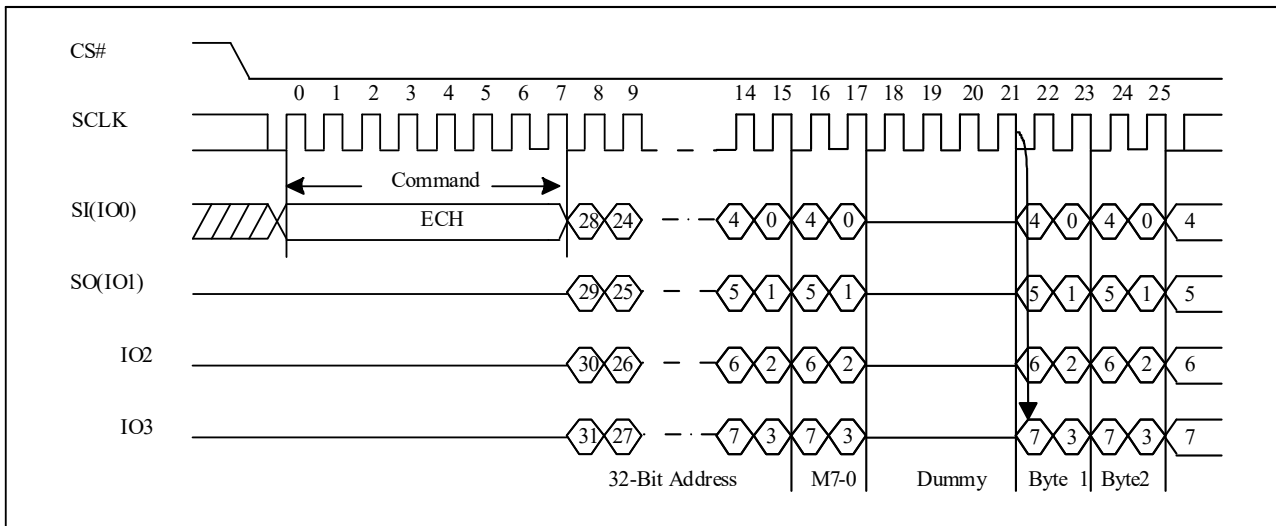 CS#
0 1 2 3 4 5 6 7 8 9 14 15 16 17 18 19 20 21 22 23 24 25
SCLK
Command
SI(IO0) ECH 28 24 4 0 4 0 4 0 4 0 4
SO(IO1) 29 25 5 1 5 1 5 1 5 1 5
IO2 30 26 6 2 6 2 6 2 6 2 6
IO3 31 27 7 3 7 3 7 3 7 3 7
32-Bit Address M7-0 Dummy Byte 1 Byte2